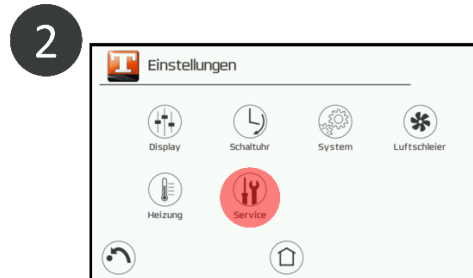 2
T Einstellungen
Display Schaltuhr System Luftschleier
Heizung Service